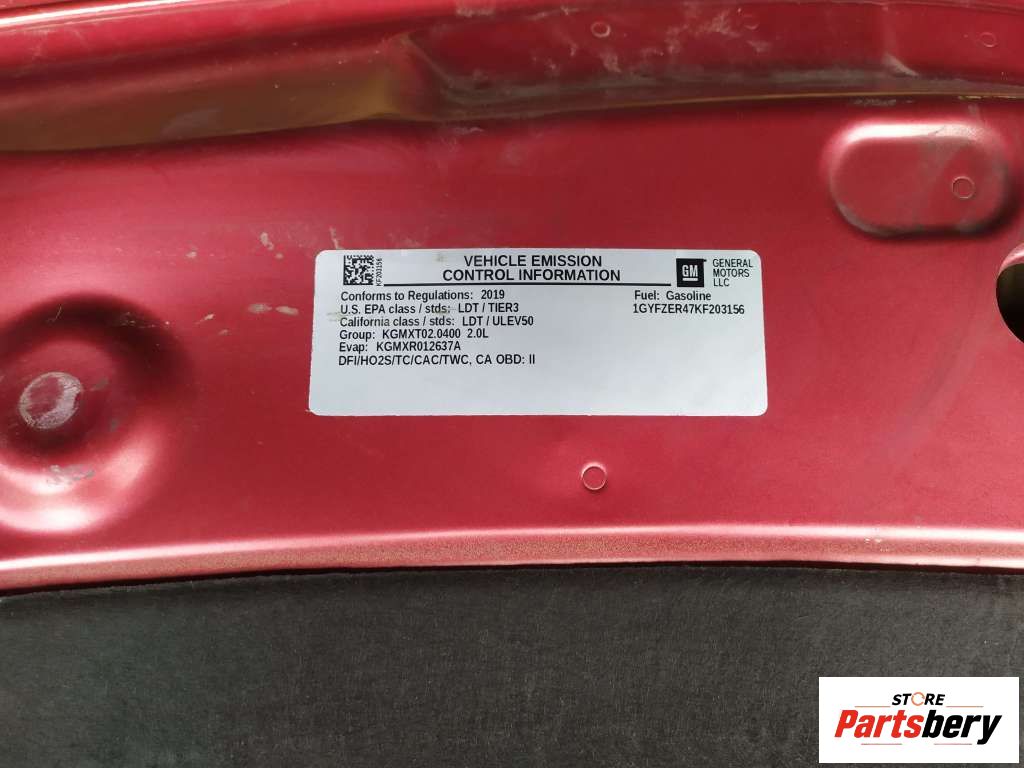 KF203156
VEHICLE EMISSION
CONTROL INFORMATION
GM
GENERAL
MOTORS
LLC
Conforms to Regulations: 2019
U.S. EPA class / stds: LDT / TIER3
California class / stds: LDT / ULEV50
Group: KGMXT02.0400 2.0L
Evap: KGMXR012637A
DFI/HO2S/TC/CAC/TWC, CA OBD: II
Fuel: Gasoline
1GYFZER47KF203156
STORE
Partsbery